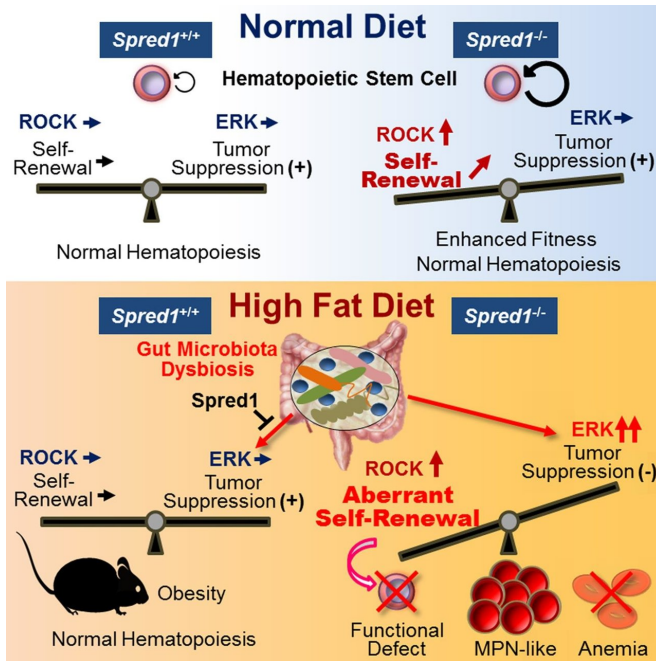 Normal Diet
Spred1+/+
Spred1-/-
Hematopoietic Stem Cell
ROCK
ERK
Self-
Renewal
Tumor
Suppression (+)
Normal Hematopoiesis
ROCK
Self-
Renewal
ERK
Tumor
Suppression (+)
Enhanced Fitness
Normal Hematopoiesis
High Fat Diet
Spred1+/+
Spred1-/-
Gut Microbiota
Dysbiosis
Spred1
ROCK
ERK
Self-
Renewal
Tumor
Suppression (+)
Obesity
Normal Hematopoiesis
ERK
Tumor
Suppression (-)
ROCK
Aberrant
Self-Renewal
Functional
Defect
MPN-like
Anemia